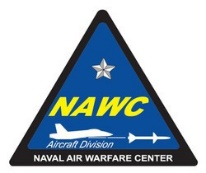 NAWC
Aircraft Division
NAVAL AIR WARFARE CENTER